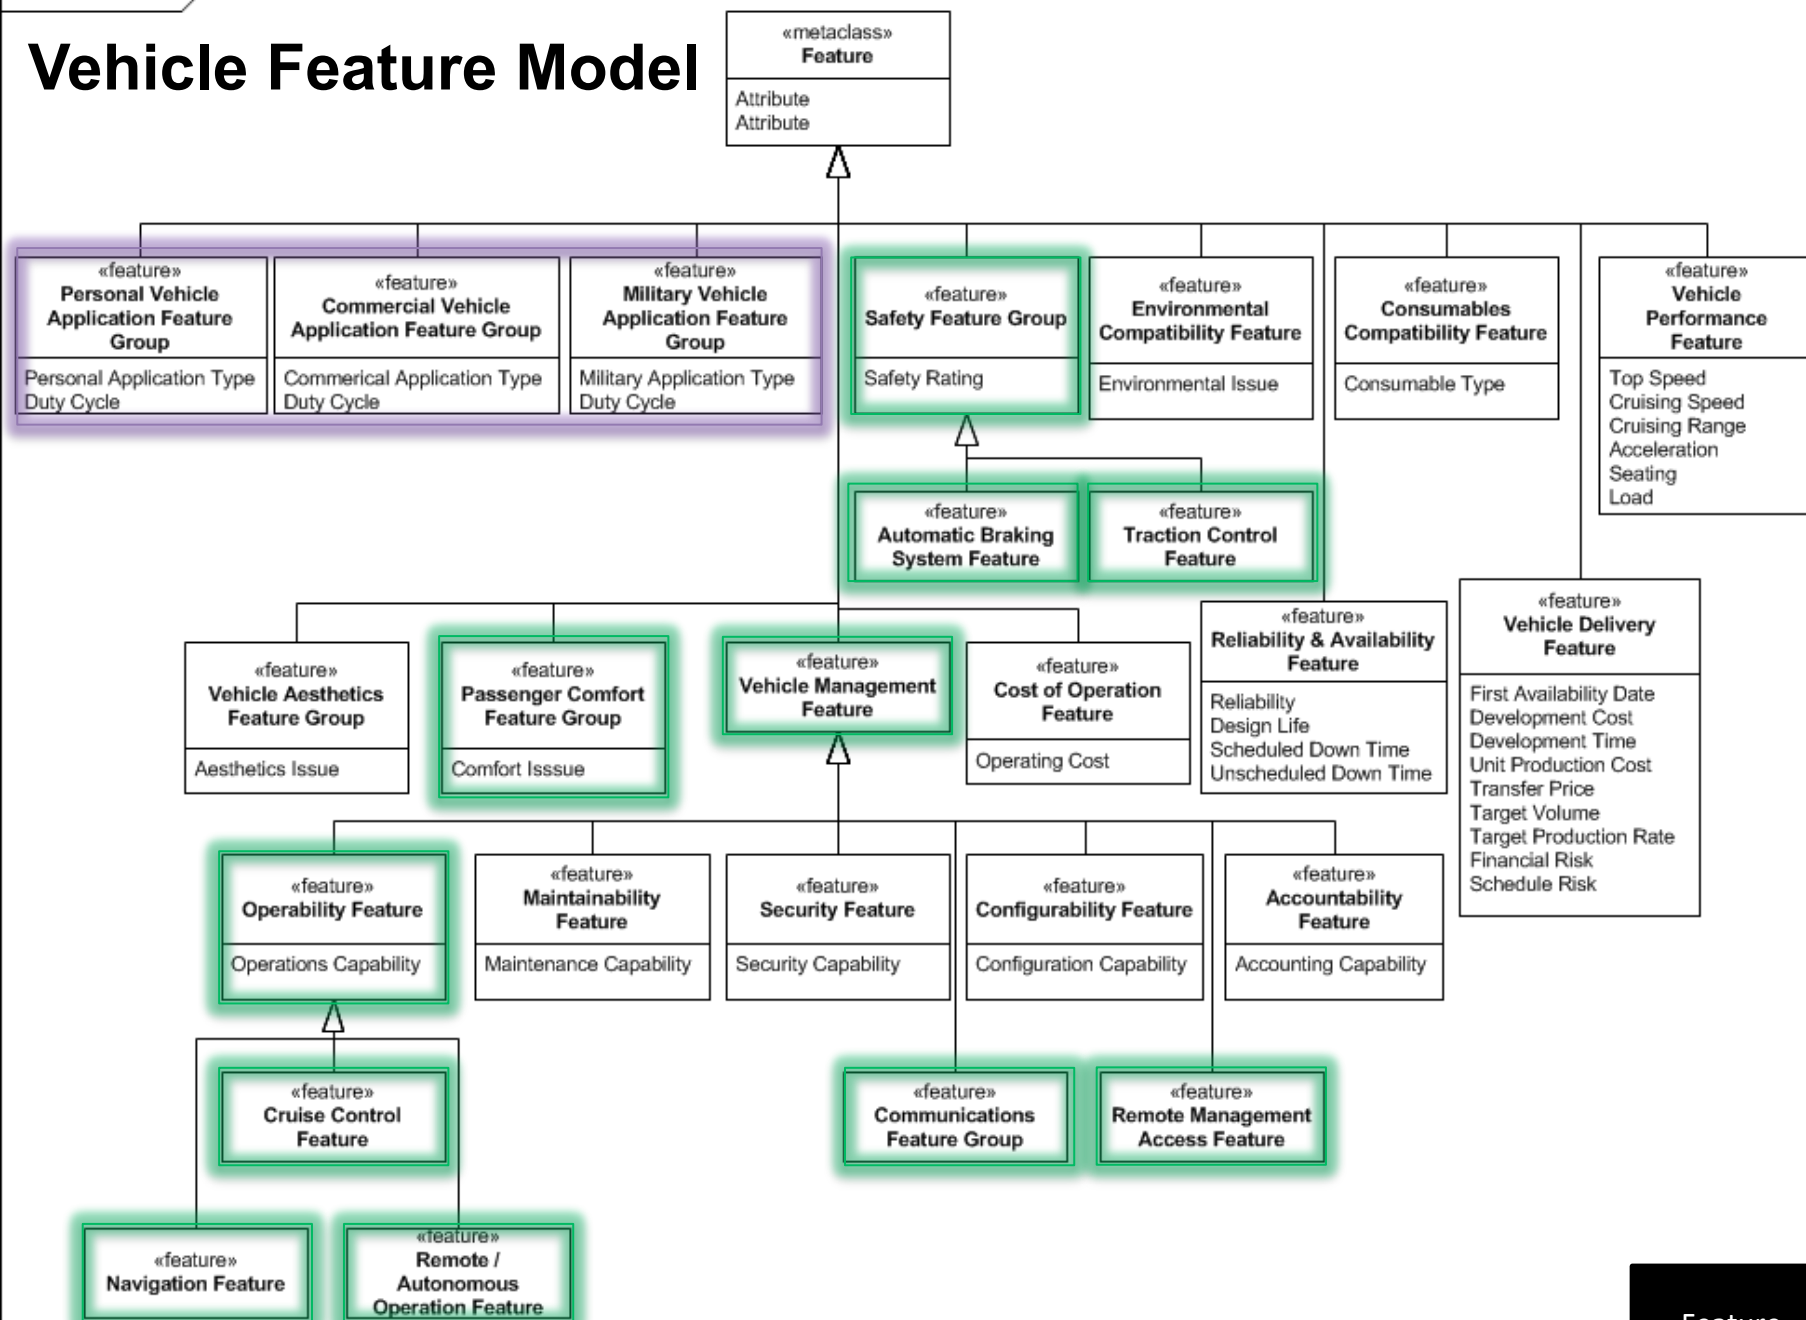 Vehicle Feature Model
«metaclass»
Feature
Attribute
Attribute
«feature»
Personal Vehicle
Application Feature
Group
Personal Application Type
Duty Cycle
«feature»
Commercial Vehicle
Application Feature Group
Commerical Application Type
Duty Cycle
«feature»
Military Vehicle
Application Feature
Group
Military Application Type
Duty Cycle
«feature»
Safety Feature Group
Safety Rating
«feature»
Environmental
Compatibility Feature
Environmental Issue
«feature»
Consumables
Compatibility Feature
Consumable Type
«feature»
Vehicle
Performance
Feature
Top Speed
Cruising Speed
Cruising Range
Acceleration
Seating
Load
«feature»
Automatic Braking
System Feature
«feature»
Traction Control
Feature
«feature»
Vehicle Aesthetics
Feature Group
Aesthetics Issue
«feature»
Passenger Comfort
Feature Group
Comfort Isssue
«feature»
Vehicle Management
Feature
«feature»
Cost of Operation
Feature
Operating Cost
«feature»
Reliability & Availability
Feature
Reliability
Design Life
Scheduled Down Time
Unscheduled Down Time
«feature»
Vehicle Delivery
Feature
First Availability Date
Development Cost
Development Time
Unit Production Cost
Transfer Price
Target Volume
Target Production Rate
Financial Risk
Schedule Risk
«feature»
Operability Feature
Operations Capability
«feature»
Maintainability
Feature
Maintenance Capability
«feature»
Security Feature
Security Capability
«feature»
Configurability Feature
Configuration Capability
«feature»
Accountability
Feature
Accounting Capability
«feature»
Cruise Control
Feature
«feature»
Communications
Feature Group
«feature»
Remote Management
Access Feature
«feature»
Navigation Feature
«feature»
Remote /
Autonomous
Operation Feature
Feature